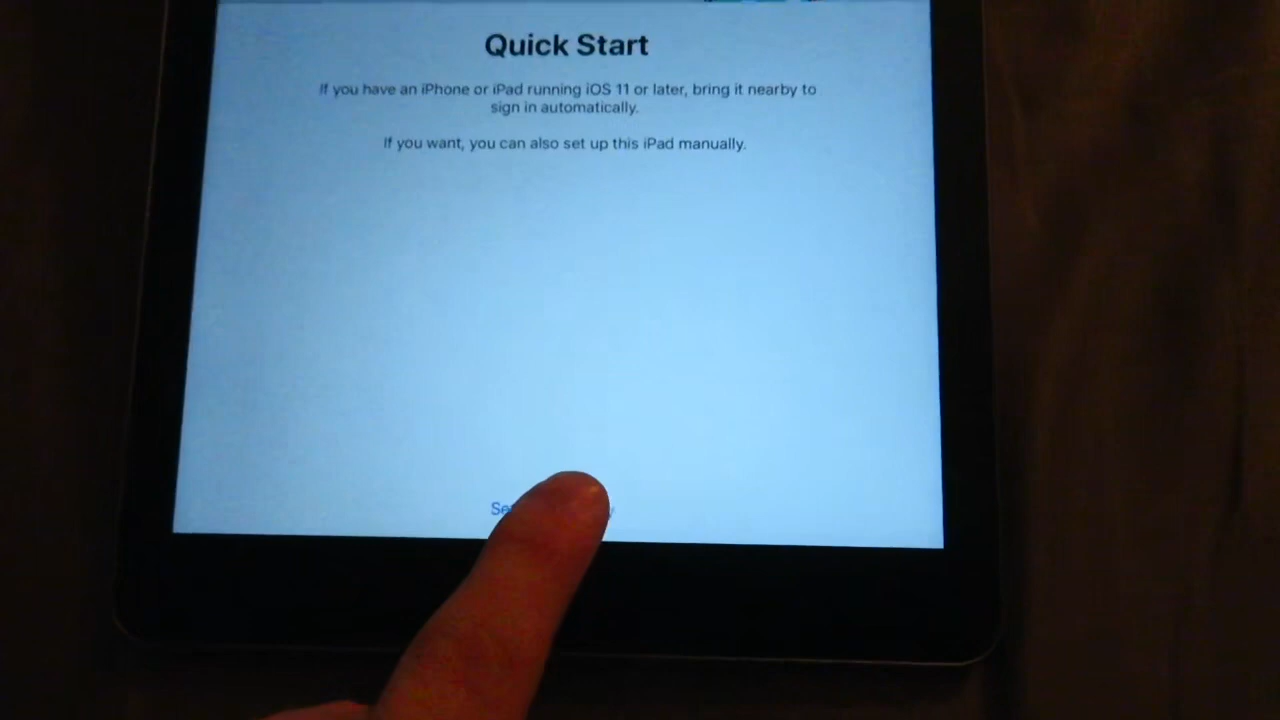 Quick Start
If you have an iPhone or iPad running iOS 11 or later, bring it nearby to
sign in automatically.
If you want, you can also set up this iPad manually.